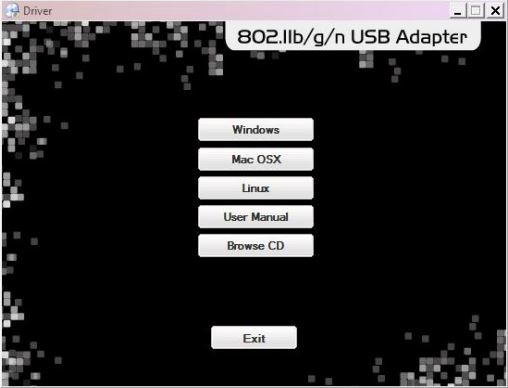 Driver
802.11b/g/n USB Adapter
Windows
Mac OSX
Linux
User Manual
Browse CD
Exit